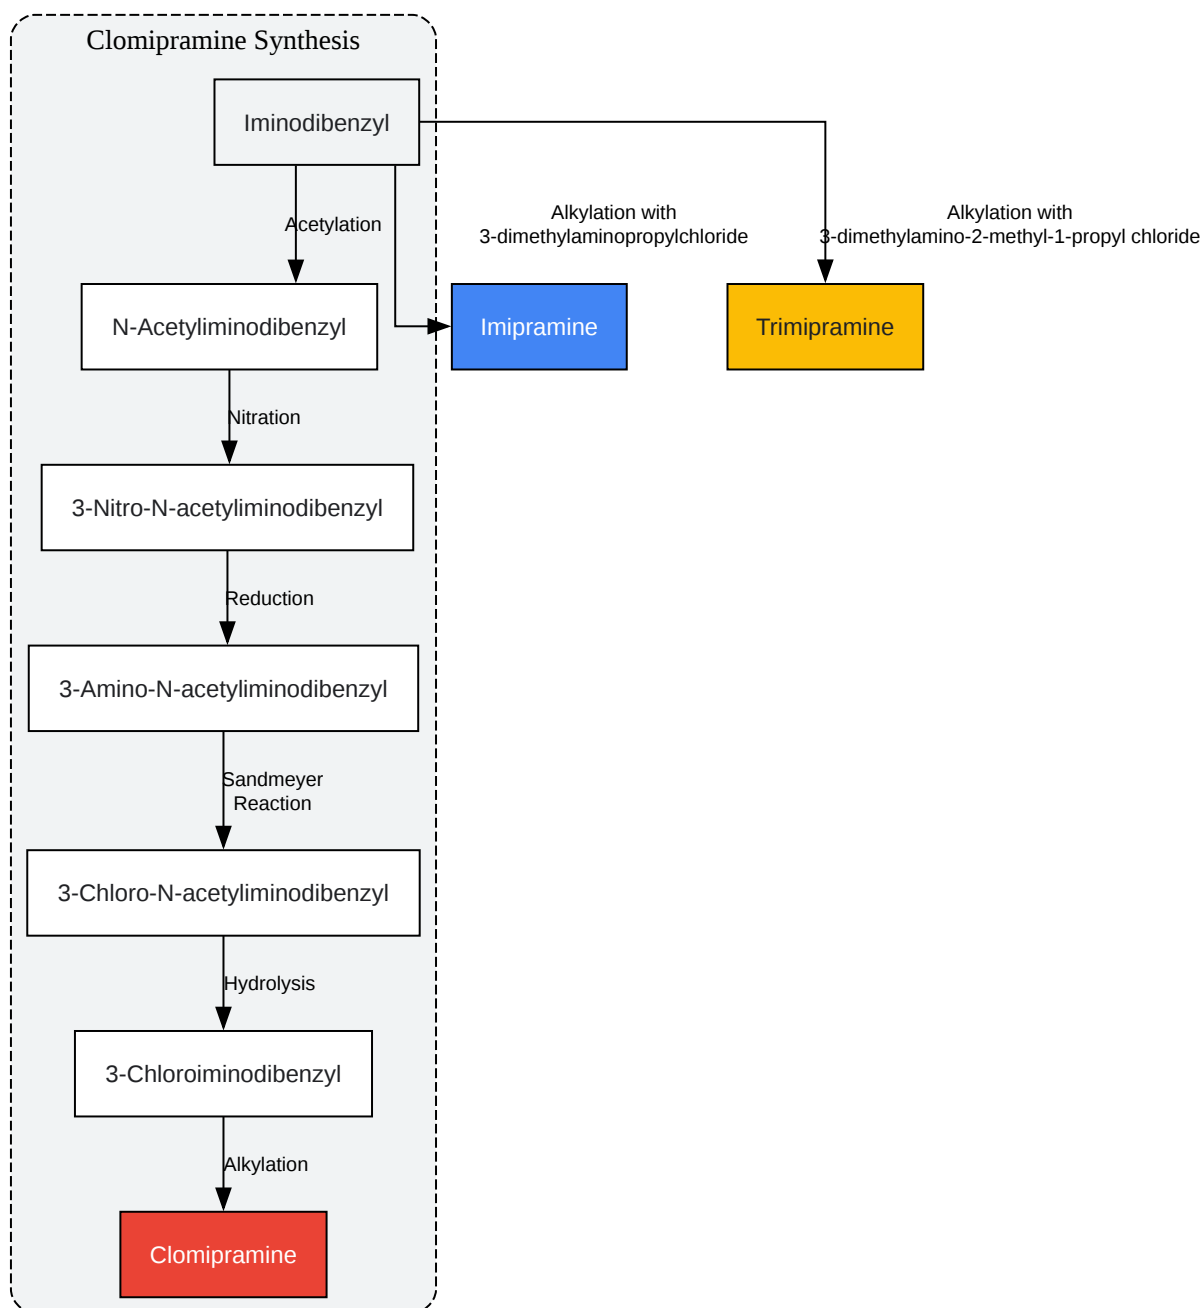 Clomipramine Synthesis
Iminodibenzyl
Acetylation
Alkylation with
3-dimethylaminopropylchloride
Alkylation with
3-dimethylamino-2-methyl-1-propyl chloride
N-Acetyliminodibenzyl
Imipramine
Trimipramine
Nitration
3-Nitro-N-acetyliminodibenzyl
Reduction
3-Amino-N-acetyliminodibenzyl
Sandmeyer
Reaction
3-Chloro-N-acetyliminodibenzyl
Hydrolysis
3-Chloroiminodibenzyl
Alkylation
Clomipramine